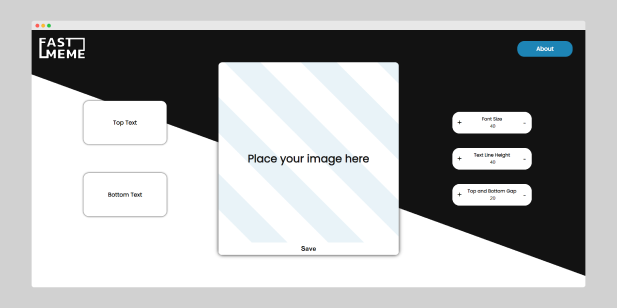 FAST
MEME
About
Top Text
Bottom Text
Place your image here
Save
+ Font Size -
40
+ Text Line Height -
40
+ Top and Bottom Gap -
20